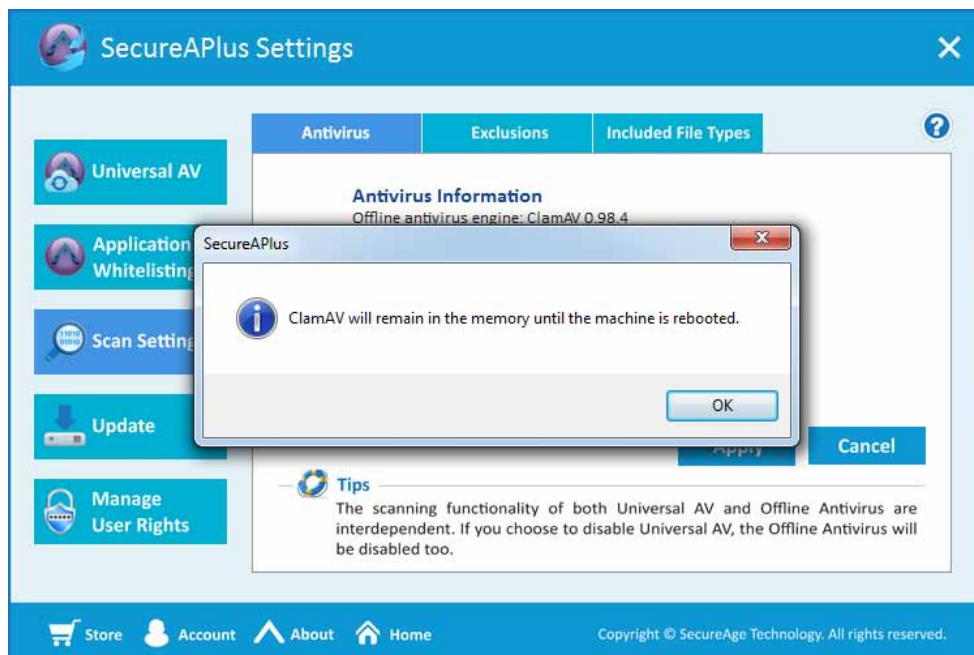 SecureAPlus Settings
Antivirus
Exclusions
Included File Types
Universal AV
Application
Whitelisting
Scan Setting
Update
Manage
User Rights
Antivirus Information
Offline antivirus engine: ClamAV 0.98.4
SecureAPlus
ClamAV will remain in the memory until the machine is rebooted.
OK
Apply
Cancel
Tips
The scanning functionality of both Universal AV and Offline Antivirus are
interdependent. If you choose to disable Universal AV, the Offline Antivirus will
be disabled too.
Store
Account
About
Home
Copyright © SecureAge Technology. All rights reserved.